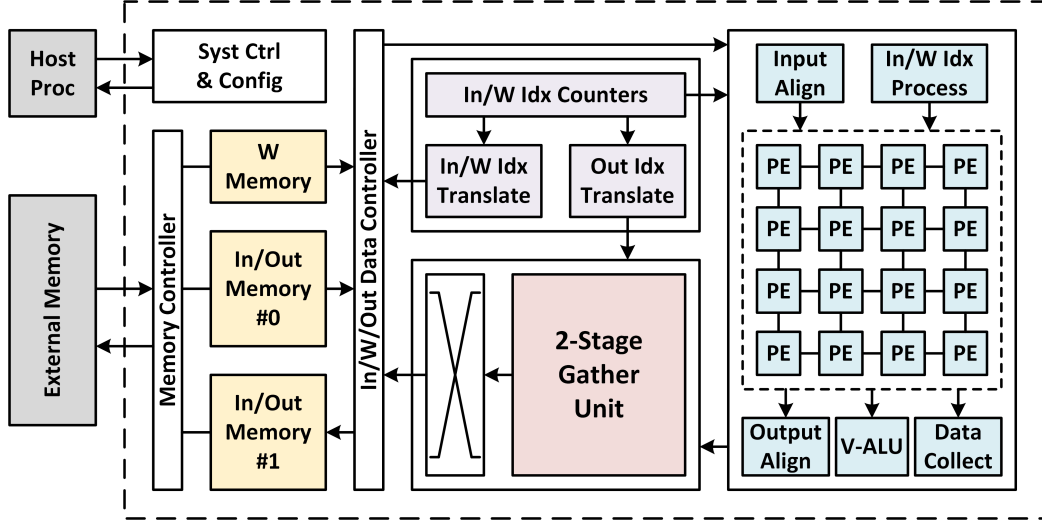 Host
Proc
Syst Ctrl
& Config
External Memory
Memory Controller
W
Memory
In/Out
Memory
#0
In/Out
Memory
#1
In/W/Out Data Controller
In/W Idx Counters
In/W Idx
Translate
Out Idx
Translate
2-Stage
Gather
Unit
Input
Align
In/W Idx
Process
PE PE PE PE
PE PE PE PE
PE PE PE PE
PE PE PE PE
Output
Align
V-ALU
Data
Collect